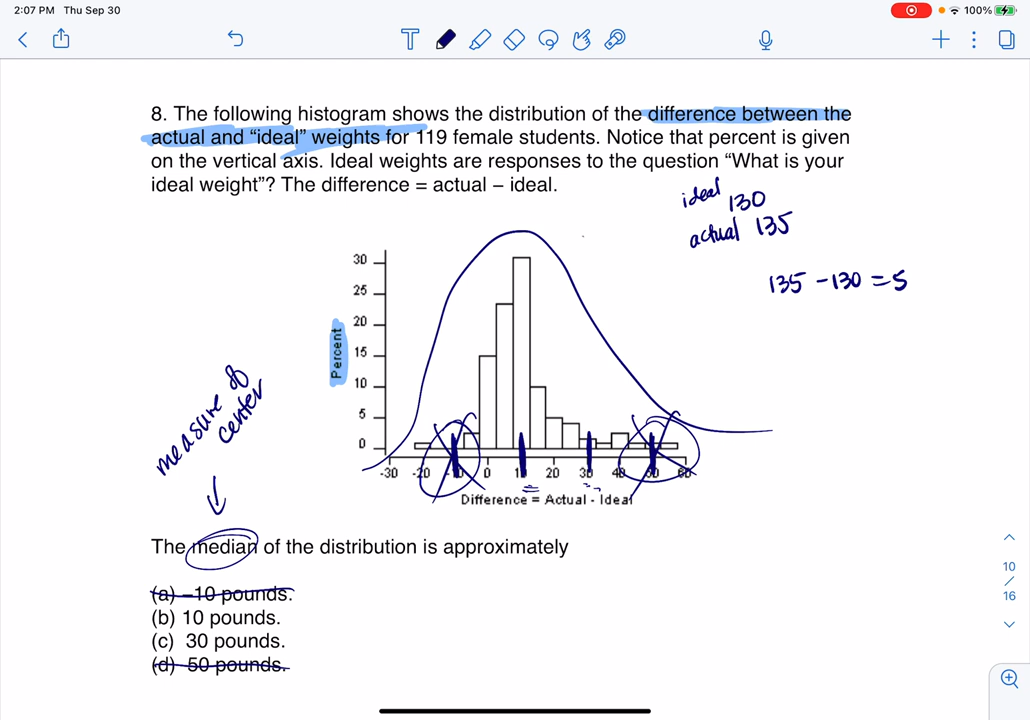 2:07 PM Thu Sep 30
100%
8. The following histogram shows the distribution of the difference between the
actual and “ideal” weights for 119 female students. Notice that percent is given
on the vertical axis. Ideal weights are responses to the question “What is your
ideal weight”? The difference = actual – ideal.
ideal 130
actual 135
135 - 130 = 5
30
25
20
15
10
5
0
Percent
-30 -20 -10 0 10 20 30 40 50 60
Difference = Actual - Ideal
measure of
center
The median of the distribution is approximately
(a) –10 pounds.
(b) 10 pounds.
(c) 30 pounds.
(d) 50 pounds.
10
/
16